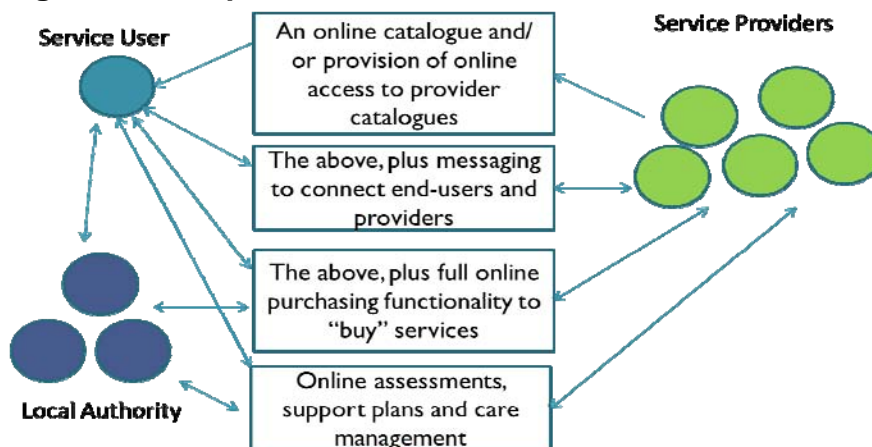 Service User
An online catalogue and/
or provision of online
access to provider
catalogues
Service Providers
The above, plus messaging
to connect end-users and
providers
The above, plus full online
purchasing functionality to
“buy” services
Online assessments,
support plans and care
management
Local Authority